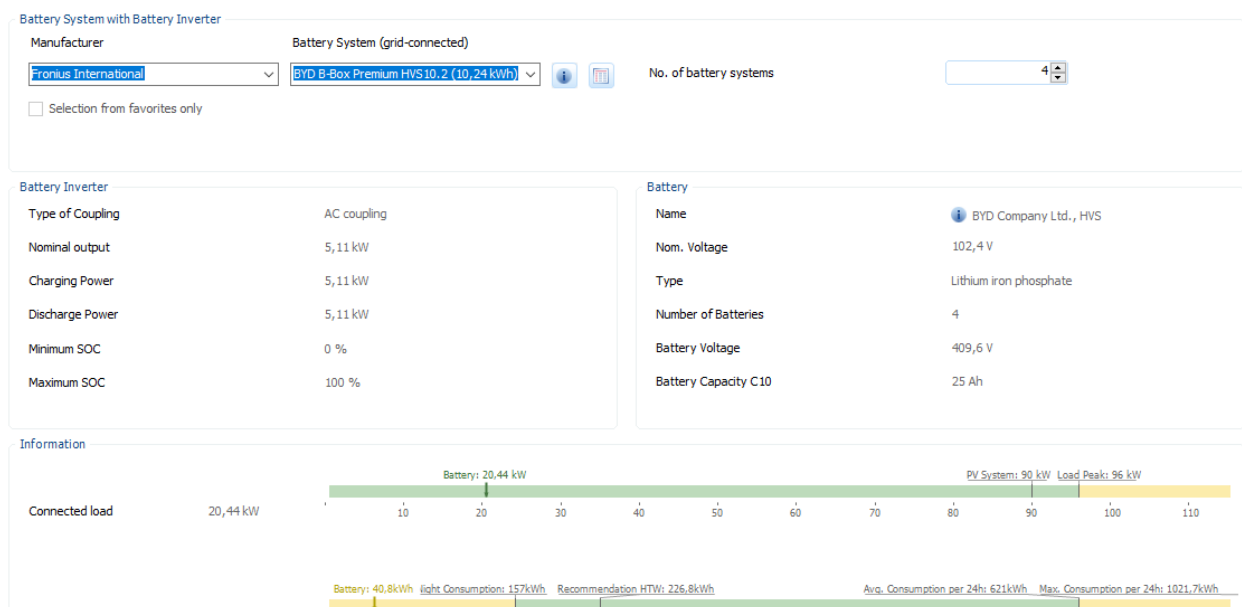 Battery System with Battery Inverter
Manufacturer Battery System (grid-connected)
Fronius International BYD B-Box Premium HVS10.2 (10,24 kWh) No. of battery systems 4
Selection from favorites only
Battery Inverter
Type of Coupling AC coupling
Nominal output 5,11 kW
Charging Power 5,11 kW
Discharge Power 5,11 kW
Minimum SOC 0 %
Maximum SOC 100 %
Battery
Name BYD Company Ltd., HVS
Nom. Voltage 102,4 V
Type Lithium iron phosphate
Number of Batteries 4
Battery Voltage 409,6 V
Battery Capacity C10 25 Ah
Information
Battery: 20,44 kW PV System: 90 kW Load Peak: 96 kW
Connected load 20,44 kW
10 20 30 40 50 60 70 80 90 100 110
Battery: 40,8kWh ight Consumption: 157kWh Recommendation HTW: 226,8kWh Avg. Consumption per 24h: 621kWh Max. Consumption per 24h: 1021,7kWh